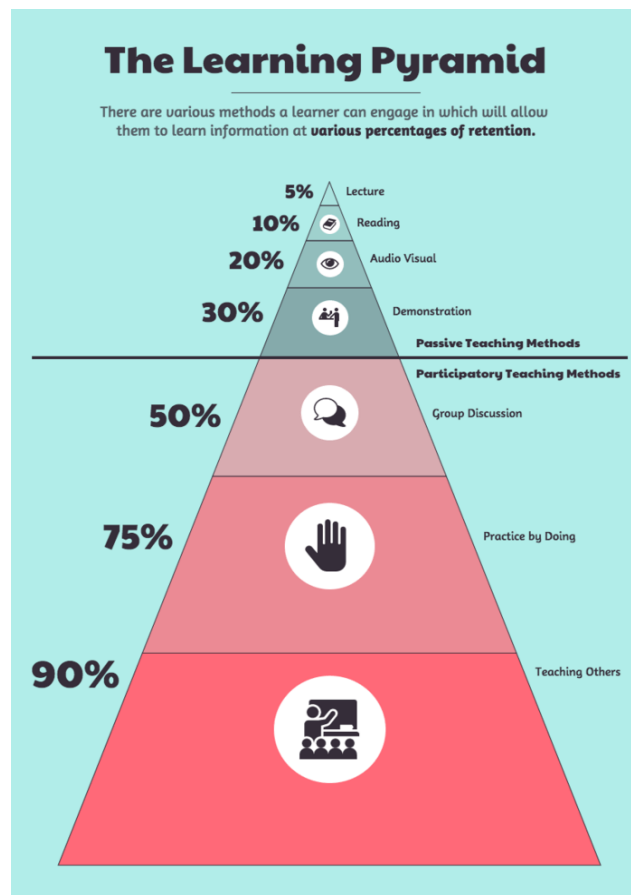 The Learning Pyramid
There are various methods a learner can engage in which will allow
them to learn information at various percentages of retention.
5% Lecture
10% Reading
20% Audio Visual
30% Demonstration
Passive Teaching Methods
Participatory Teaching Methods
50% Group Discussion
75% Practice by Doing
90% Teaching Others